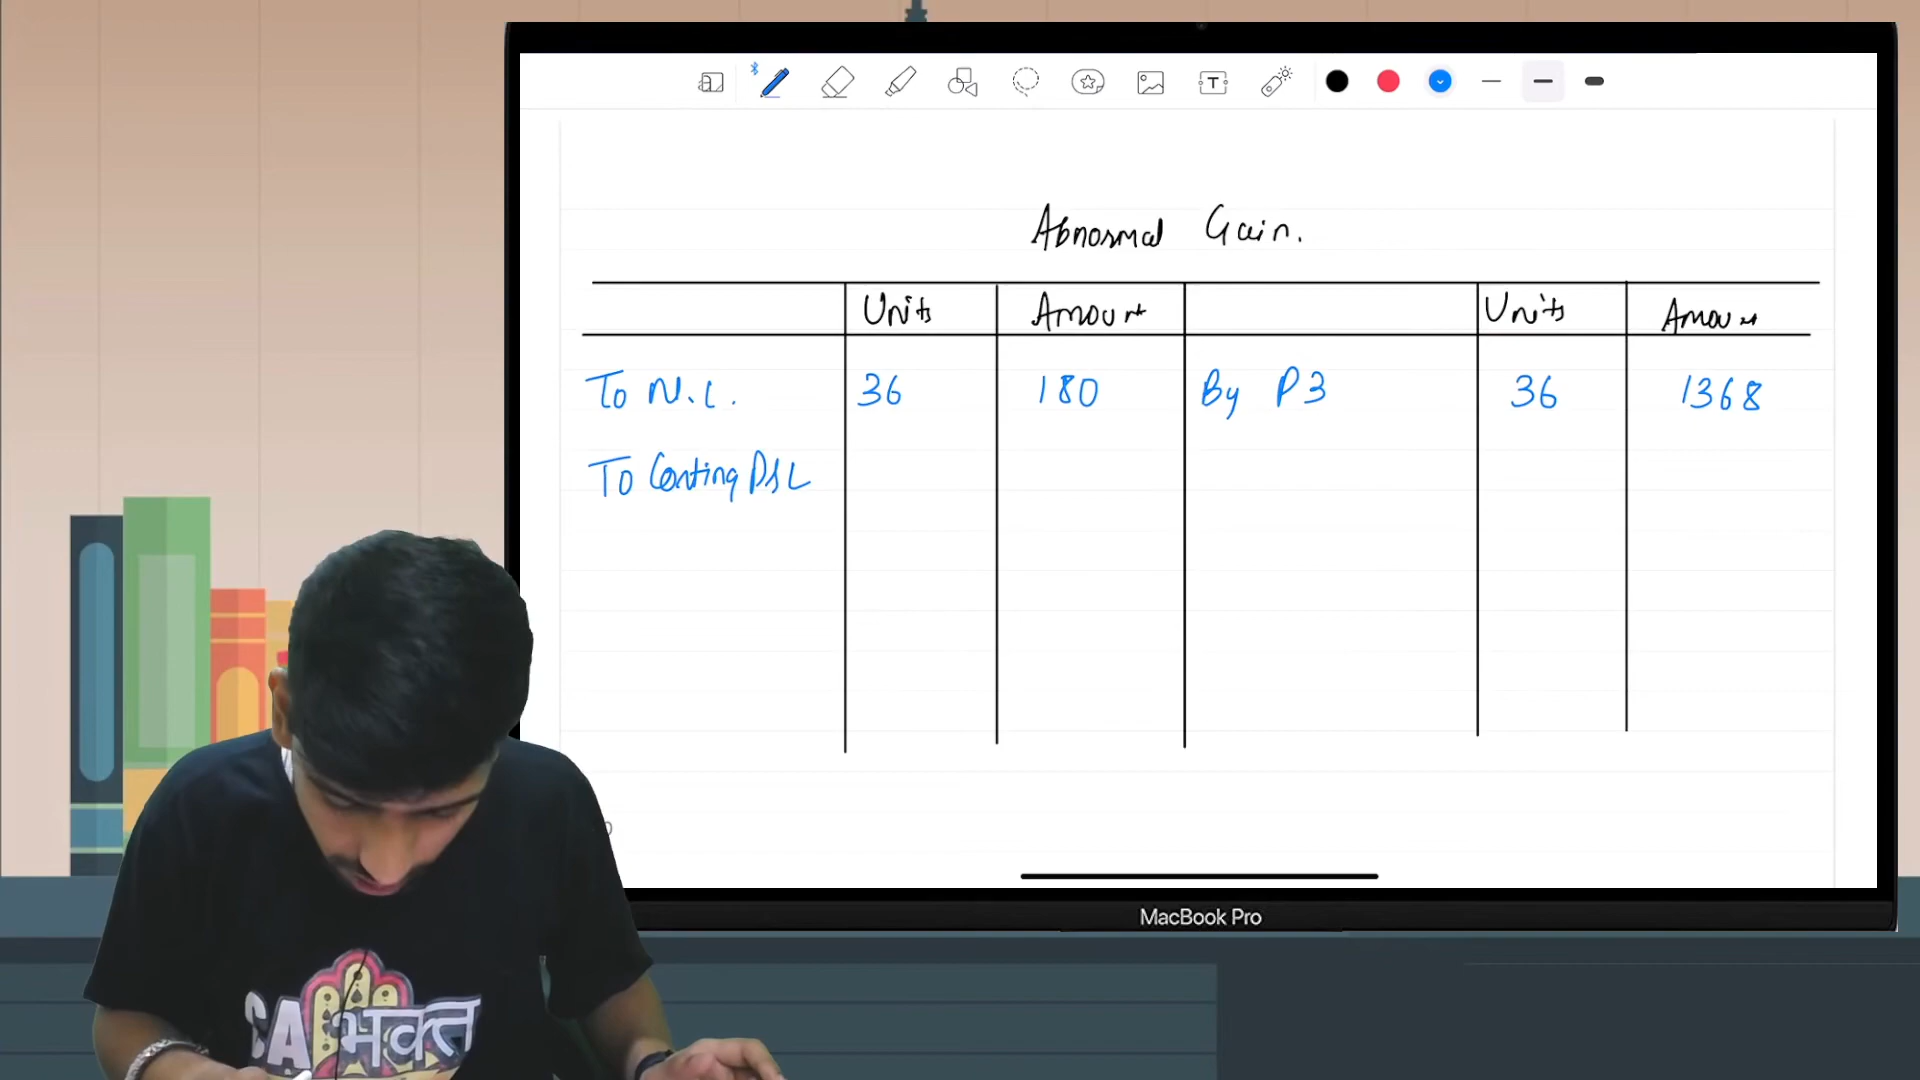 Abnormal Gain.
Units Amount Units Amount
To N.L. 36 180 By P3 36 1368
To Costing P&L
MacBook Pro
CA भक्त